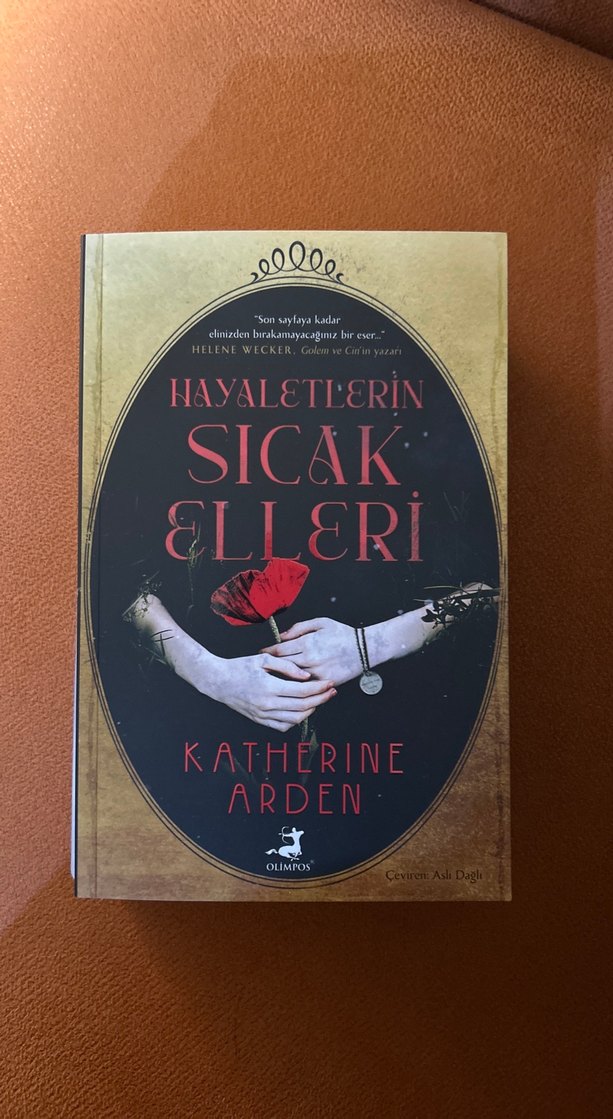 "Son sayfaya kadar
elinizden bırakamayacağınız bir eser..."
HELENE WECKER, Golem ve Cin'in yazarı
HAYALETLERİN
SICAK
ELLERİ
KATHERINE
ARDEN
OLİMPOS®
Çeviren: Aslı Dağlı